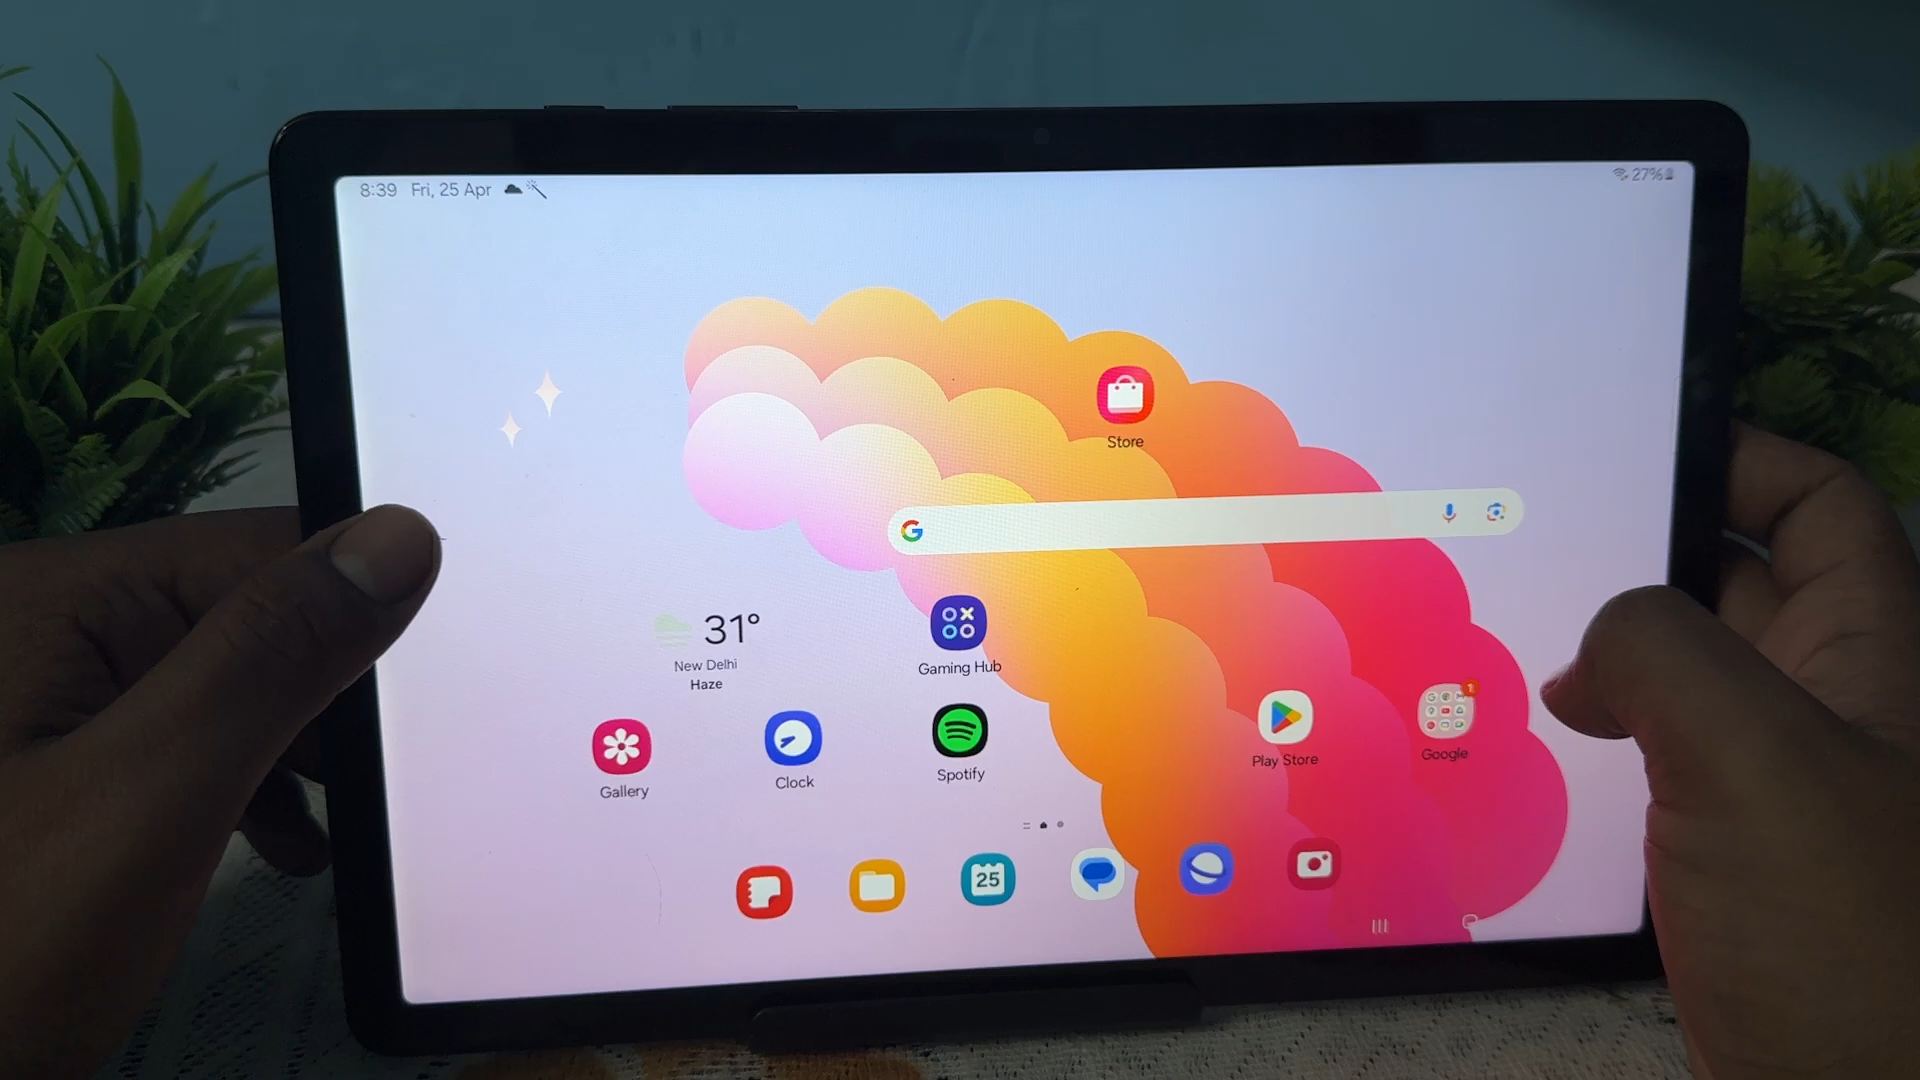 8:39 Fri, 25 Apr
27%
Store
G
31°
New Delhi
Haze
Gaming Hub
Gallery
Clock
Spotify
Play Store
1
Google
25